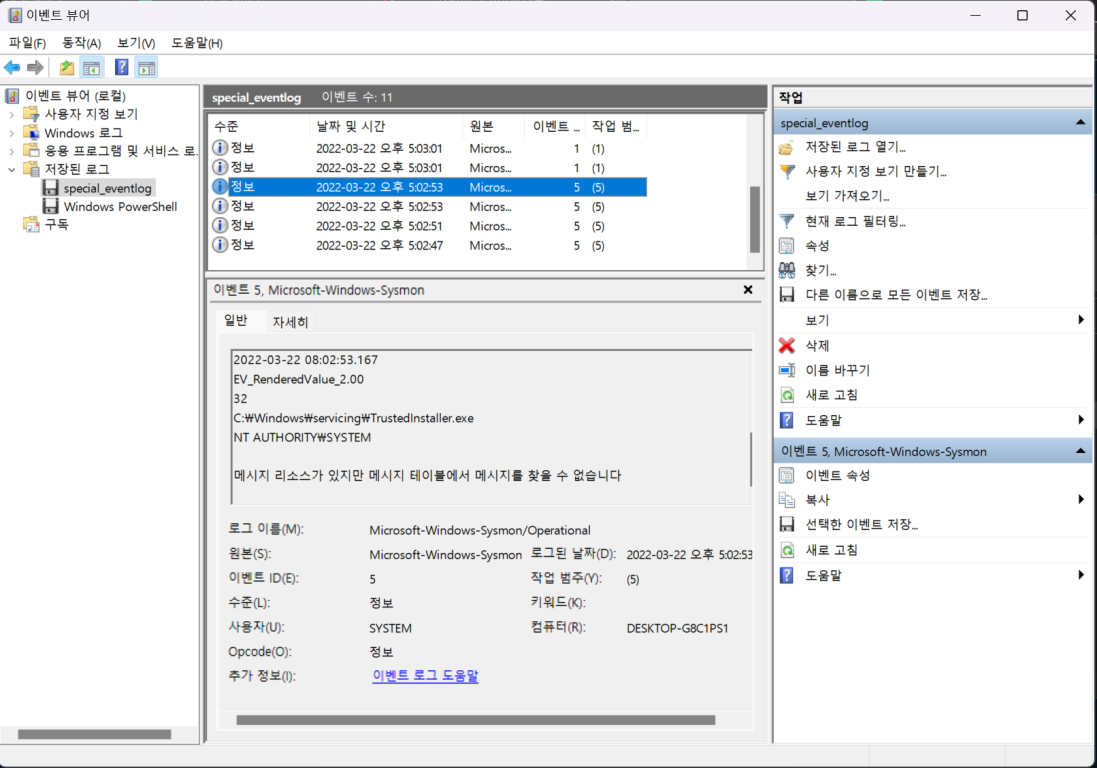 이벤트 뷰어
파일(F) 동작(A) 보기(V) 도움말(H)
이벤트 뷰어 (로컬)
사용자 지정 보기
Windows 로그
응용 프로그램 및 서비스 로
저장된 로그
special_eventlog
Windows PowerShell
구독
special_eventlog 이벤트 수: 11
수준 날짜 및 시간 원본 이벤트 ... 작업 범...
정보 2022-03-22 오후 5:03:01 Micros... 1 (1)
정보 2022-03-22 오후 5:03:01 Micros... 1 (1)
정보 2022-03-22 오후 5:02:53 Micros... 5 (5)
정보 2022-03-22 오후 5:02:53 Micros... 5 (5)
정보 2022-03-22 오후 5:02:51 Micros... 5 (5)
정보 2022-03-22 오후 5:02:47 Micros... 5 (5)
이벤트 5, Microsoft-Windows-Sysmon
일반 자세히
2022-03-22 08:02:53.167
EV_RenderedValue_2.00
32
C:₩Windows₩servicing₩TrustedInstaller.exe
NT AUTHORITY₩SYSTEM
메시지 리소스가 있지만 메시지 테이블에서 메시지를 찾을 수 없습니다
로그 이름(M): Microsoft-Windows-Sysmon/Operational
원본(S): Microsoft-Windows-Sysmon 로그된 날짜(D): 2022-03-22 오후 5:02:53
이벤트 ID(E): 5 작업 범주(Y): (5)
수준(L): 정보 키워드(K):
사용자(U): SYSTEM 컴퓨터(R): DESKTOP-G8C1PS1
Opcode(O): 정보
추가 정보(I): 이벤트 로그 도움말
작업
special_eventlog
저장된 로그 열기...
사용자 지정 보기 만들기...
보기 가져오기...
현재 로그 필터링...
속성
찾기...
다른 이름으로 모든 이벤트 저장...
보기
삭제
이름 바꾸기
새로 고침
도움말
이벤트 5, Microsoft-Windows-Sysmon
이벤트 속성
복사
선택한 이벤트 저장...
새로 고침
도움말